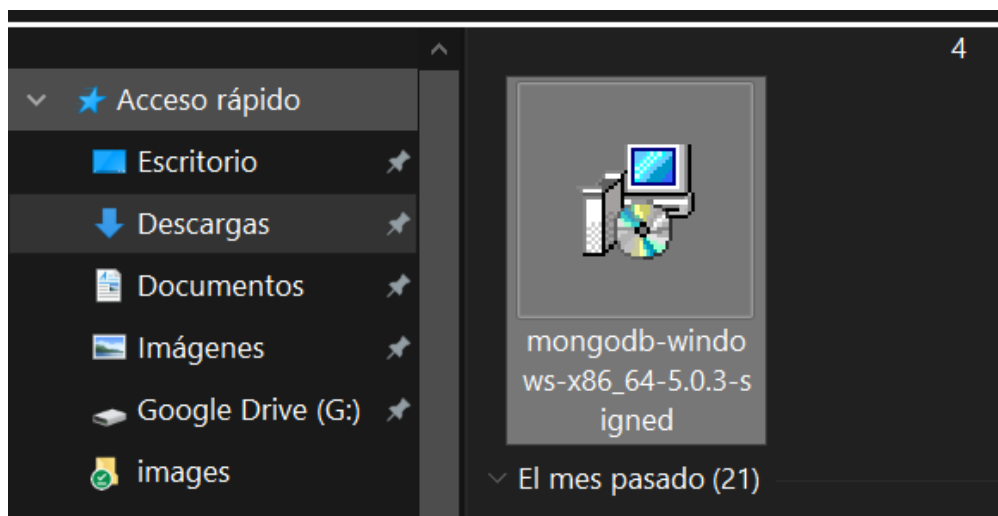 4
Acceso rápido
Escritorio
Descargas
Documentos
Imágenes
Google Drive (G:)
images
mongodb-windo
ws-x86_64-5.0.3-s
igned
El mes pasado (21)